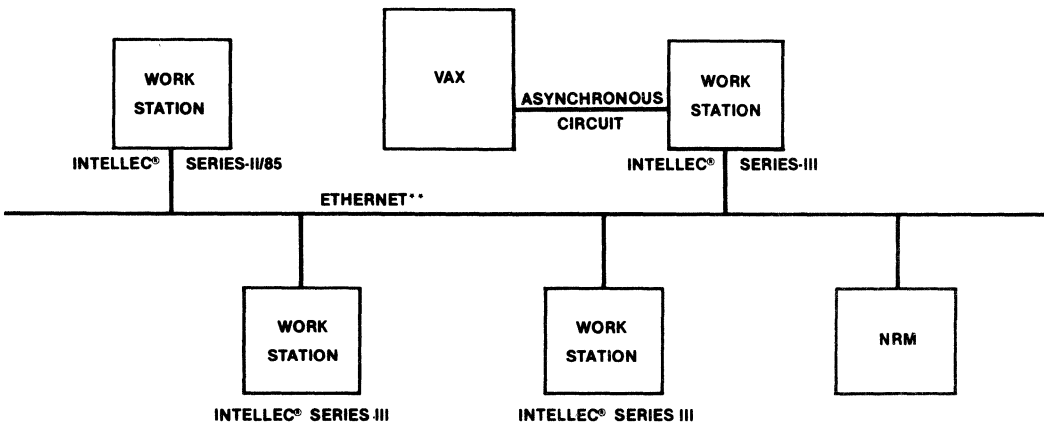 WORK
STATION
INTELLEC® SERIES-II/85
VAX
ASYNCHRONOUS
CIRCUIT
WORK
STATION
INTELLEC® SERIES-III
ETHERNET**
WORK
STATION
INTELLEC® SERIES-III
WORK
STATION
INTELLEC® SERIES III
NRM